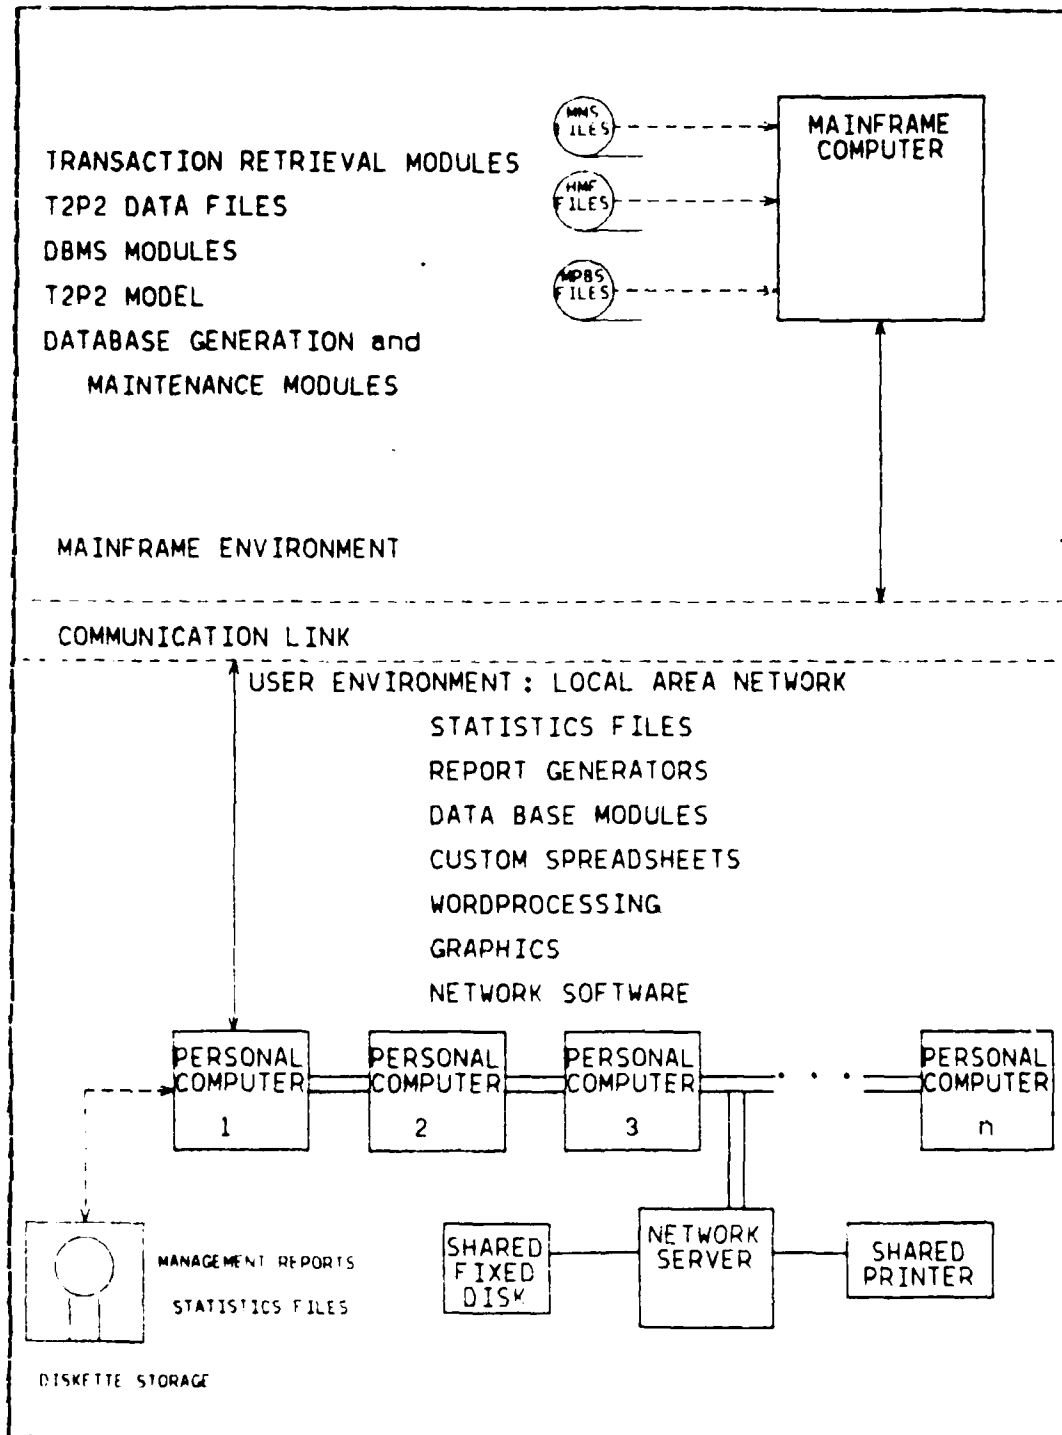 MMS
FILES
MAINFRAME
COMPUTER
TRANSACTION RETRIEVAL MODULES
HMF
FILES
T2P2 DATA FILES
DBMS MODULES
MPBS
FILES
T2P2 MODEL
DATABASE GENERATION and
MAINTENANCE MODULES
MAINFRAME ENVIRONMENT
COMMUNICATION LINK
USER ENVIRONMENT : LOCAL AREA NETWORK
STATISTICS FILES
REPORT GENERATORS
DATA BASE MODULES
CUSTOM SPREADSHEETS
WORDPROCESSING
GRAPHICS
NETWORK SOFTWARE
PERSONAL
COMPUTER
1
PERSONAL
COMPUTER
2
PERSONAL
COMPUTER
3
. . .
PERSONAL
COMPUTER
n
MANAGEMENT REPORTS
STATISTICS FILES
DISKETTE STORAGE
SHARED
FIXED
DISK
NETWORK
SERVER
SHARED
PRINTER